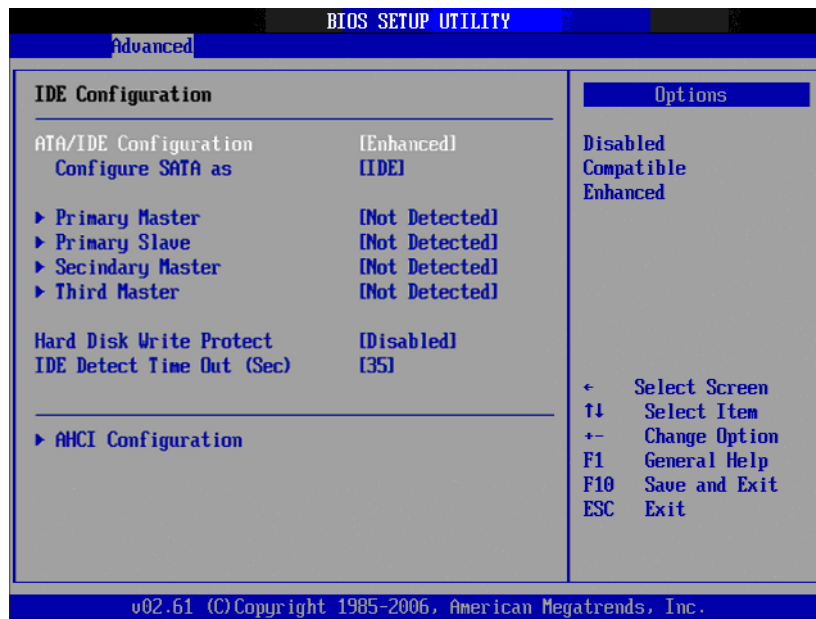 BIOS SETUP UTILITY
Advanced
IDE Configuration
ATA/IDE Configuration [Enhanced]
Configure SATA as [IDE]
▶ Primary Master [Not Detected]
▶ Primary Slave [Not Detected]
▶ Secindary Master [Not Detected]
▶ Third Master [Not Detected]
Hard Disk Write Protect [Disabled]
IDE Detect Time Out (Sec) [35]
▶ AHCI Configuration
Options
Disabled
Compatible
Enhanced
← Select Screen
↑↓ Select Item
+- Change Option
F1 General Help
F10 Save and Exit
ESC Exit
v02.61 (C)Copyright 1985-2006, American Megatrends, Inc.